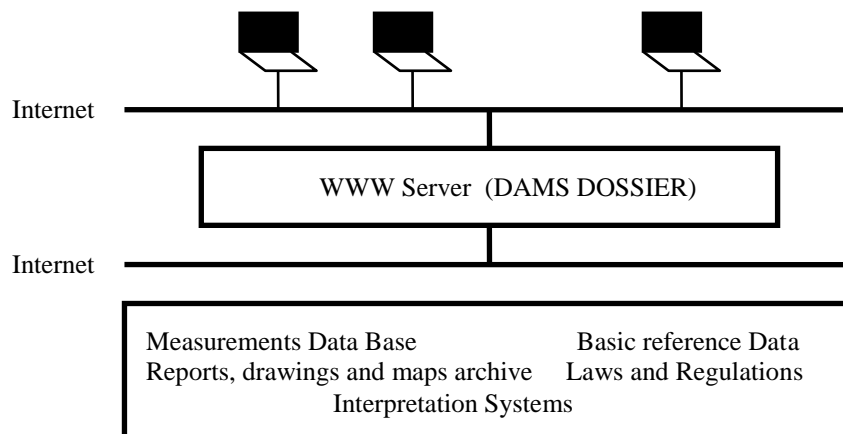 Internet
WWW Server (DAMS DOSSIER)
Internet
Measurements Data Base Basic reference Data
Reports, drawings and maps archive Laws and Regulations
Interpretation Systems